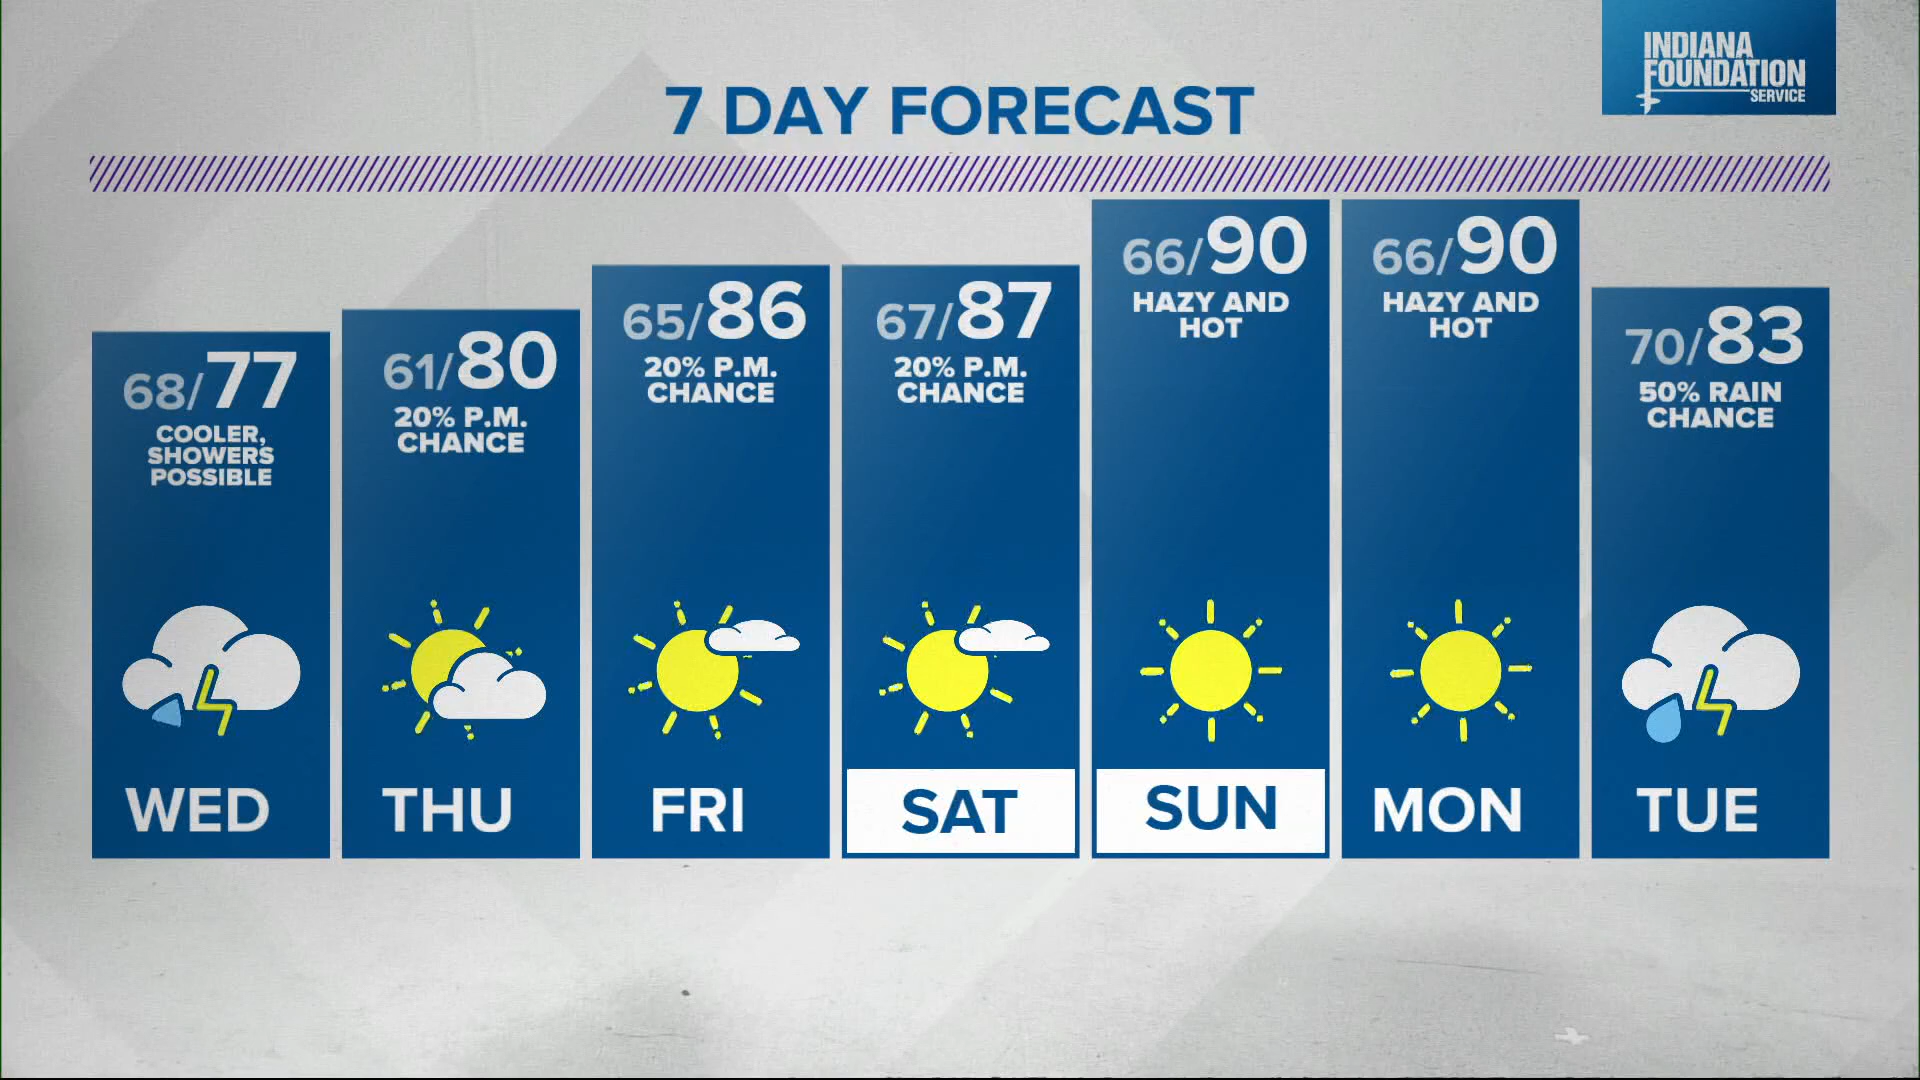 INDIANA
FOUNDATION
SERVICE
7 DAY FORECAST
68/77
COOLER,
SHOWERS
POSSIBLE
WED
61/80
20% P.M.
CHANCE
THU
65/86
20% P.M.
CHANCE
FRI
67/87
20% P.M.
CHANCE
SAT
66/90
HAZY AND
HOT
SUN
66/90
HAZY AND
HOT
MON
70/83
50% RAIN
CHANCE
TUE